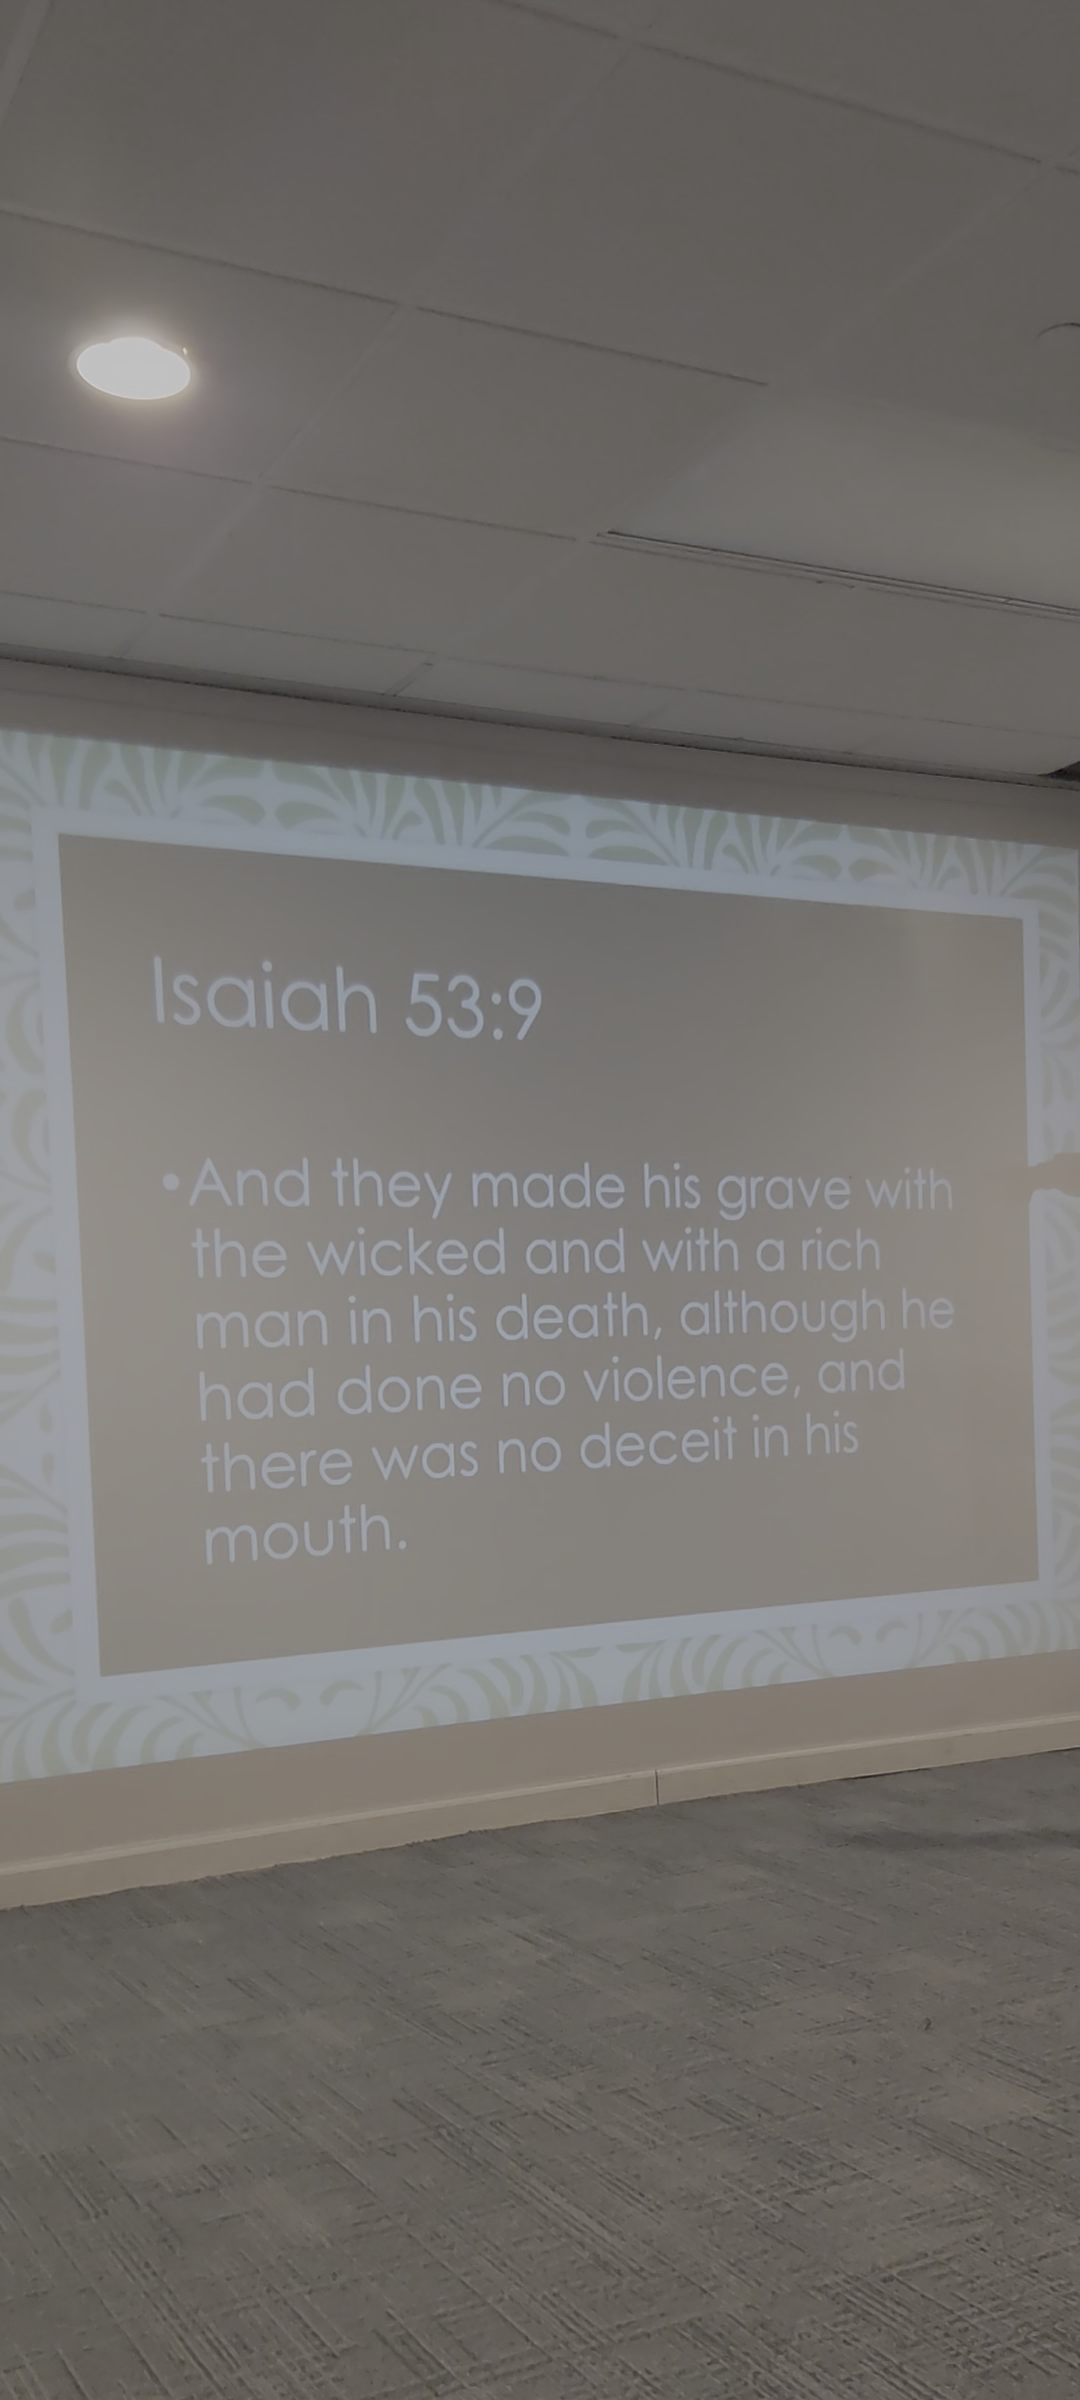 Isaiah 53:9
•And they made his grave with
the wicked and with a rich
man in his death, although he
had done no violence, and
there was no deceit in his
mouth.